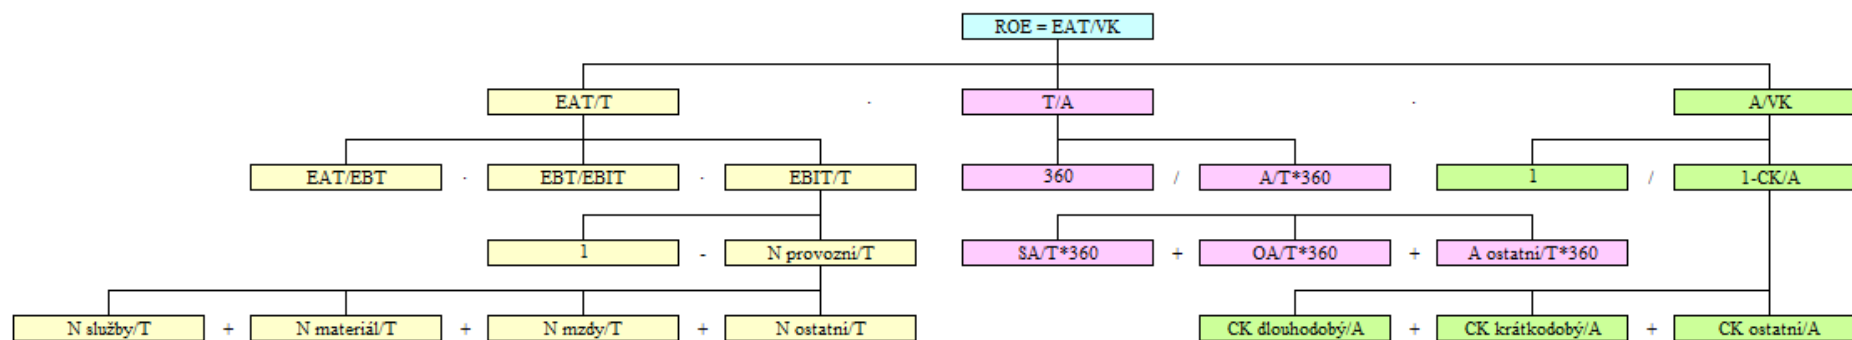 ROE = EAT/VK
EAT/T · T/A · A/VK
EAT/EBT · EBT/EBIT · EBIT/T 360 / A/T*360 1 / 1-CK/A
1 - N provozní/T SA/T*360 + OA/T*360 + A ostatní/T*360
N služby/T + N materiál/T + N mzdy/T + N ostatní/T CK dlouhodobý/A + CK krátkodobý/A + CK ostatní/A